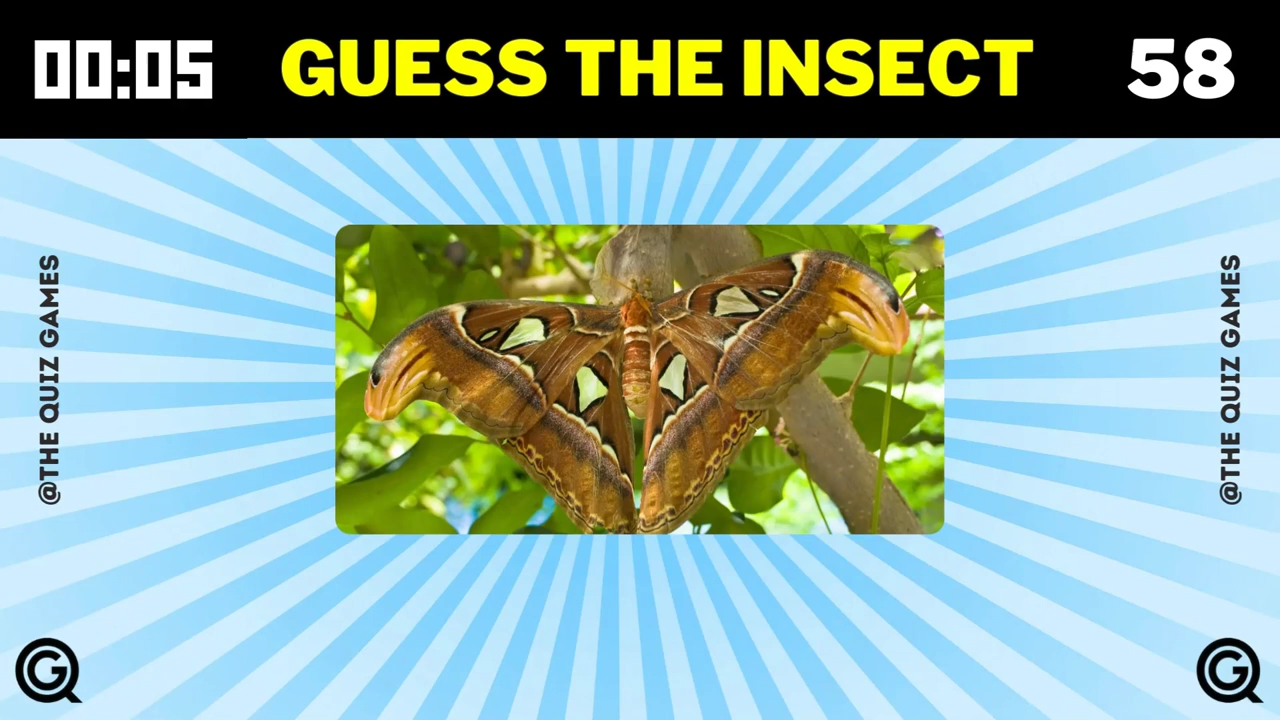 00:05
GUESS THE INSECT
58
@THE QUIZ GAMES
@THE QUIZ GAMES